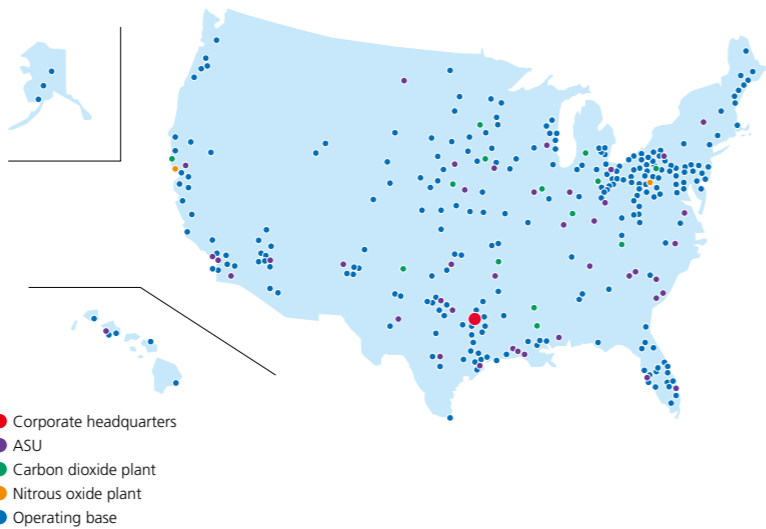 Corporate headquarters
ASU
Carbon dioxide plant
Nitrous oxide plant
Operating base